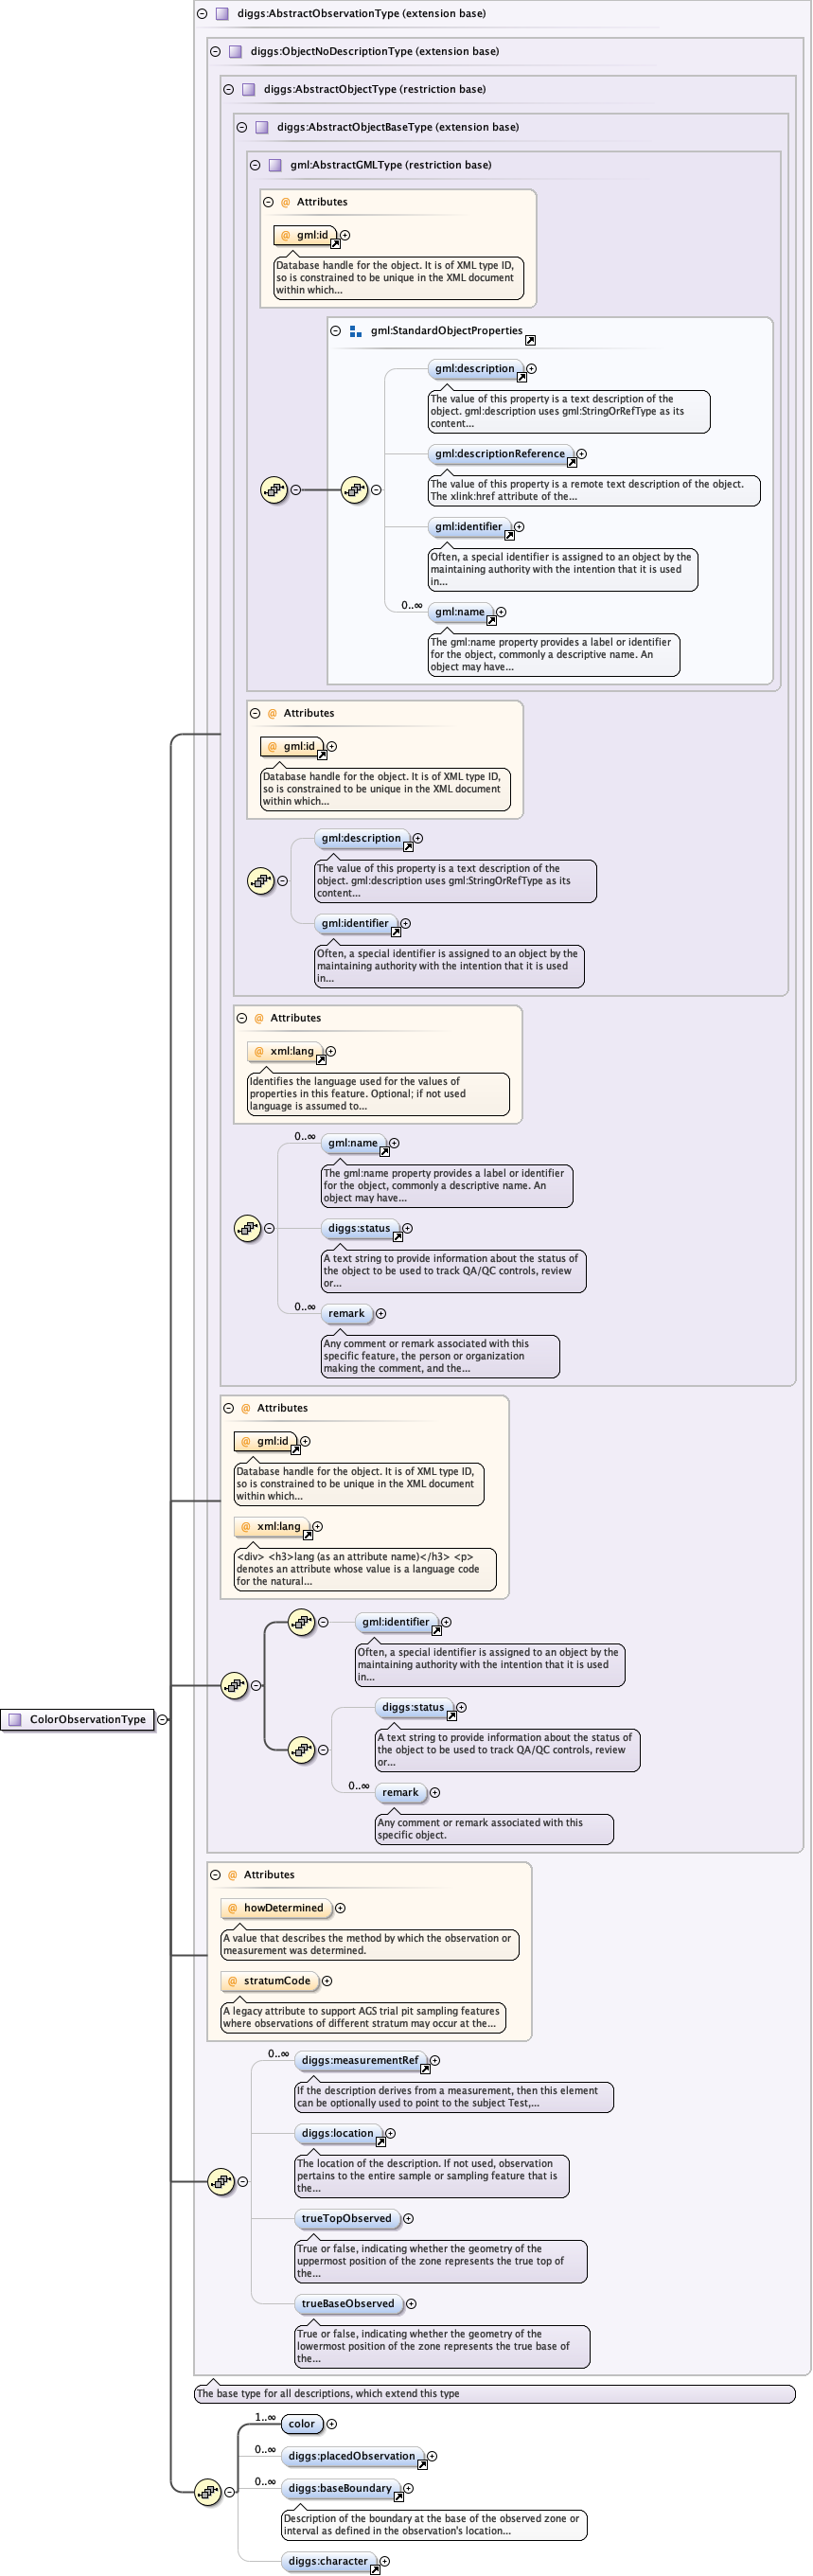 diggs:AbstractObservationType (extension base)
diggs:ObjectNoDescriptionType (extension base)
diggs:AbstractObjectType (restriction base)
diggs:AbstractObjectBaseType (extension base)
gml:AbstractGMLType (restriction base)
@ Attributes
@ gml:id
Database handle for the object. It is of XML type ID,
so is constrained to be unique in the XML document
within which...
gml:StandardObjectProperties
gml:description
The value of this property is a text description of the
object. gml:description uses gml:StringOrRefType as its
content...
gml:descriptionReference
The value of this property is a remote text description of the object.
The xlink:href attribute of the...
gml:identifier
Often, a special identifier is assigned to an object by the
maintaining authority with the intention that it is used
in...
0..∞
gml:name
The gml:name property provides a label or identifier
for the object, commonly a descriptive name. An
object may have...
@ Attributes
@ gml:id
Database handle for the object. It is of XML type ID,
so is constrained to be unique in the XML document
within which...
gml:description
The value of this property is a text description of the
object. gml:description uses gml:StringOrRefType as its
content...
gml:identifier
Often, a special identifier is assigned to an object by the
maintaining authority with the intention that it is used
in...
@ Attributes
@ xml:lang
Identifies the language used for the values of
properties in this feature. Optional; if not used
language is assumed to...
0..∞
gml:name
The gml:name property provides a label or identifier
for the object, commonly a descriptive name. An
object may have...
diggs:status
A text string to provide information about the status of
the object to be used to track QA/QC controls, review
or...
0..∞
remark
Any comment or remark associated with this
specific feature, the person or organization
making the comment, and the...
@ Attributes
@ gml:id
Database handle for the object. It is of XML type ID,
so is constrained to be unique in the XML document
within which...
@ xml:lang
<div> <h3>lang (as an attribute name)</h3> <p>
denotes an attribute whose value is a language code
for the natural...
gml:identifier
Often, a special identifier is assigned to an object by the
maintaining authority with the intention that it is used
in...
diggs:status
ColorObservationType
A text string to provide information about the status of
the object to be used to track QA/QC controls, review
or...
0..∞
remark
Any comment or remark associated with this
specific object.
@ Attributes
@ howDetermined
A value that describes the method by which the observation or
measurement was determined.
@ stratumCode
A legacy attribute to support AGS trial pit sampling features
where observations of different stratum may occur at the...
0..∞
diggs:measurementRef
If the description derives from a measurement, then this element
can be optionally used to point to the subject Test,...
diggs:location
The location of the description. If not used, observation
pertains to the entire sample or sampling feature that is
the...
trueTopObserved
True or false, indicating whether the geometry of the
uppermost position of the zone represents the true top of
the...
trueBaseObserved
True or false, indicating whether the geometry of the
lowermost position of the zone represents the true base of
the...
The base type for all descriptions, which extend this type
1..∞
color
0..∞
diggs:placedObservation
0..∞
diggs:baseBoundary
Description of the boundary at the base of the observed zone or
interval as defined in the observation's location...
diggs:character